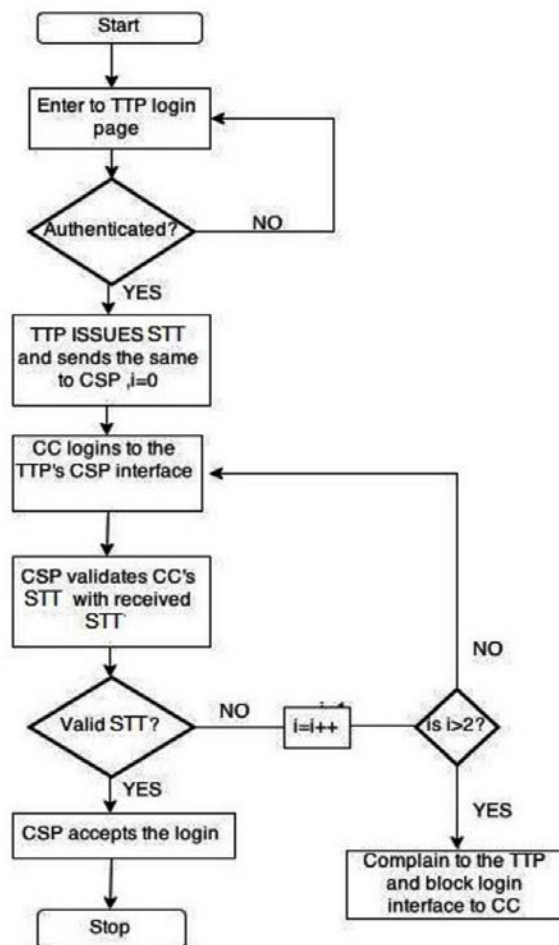 Start
Enter to TTP login
page
Authenticated?
NO
YES
TTP ISSUES STT
and sends the same
to CSP ,i=0
CC logins to the
TTP's CSP interface
CSP validates CC's
STT with received
STT
NO
Valid STT?
NO
i=i++
is i>2?
YES
YES
CSP accepts the login
Complain to the TTP
and block login
interface to CC
Stop